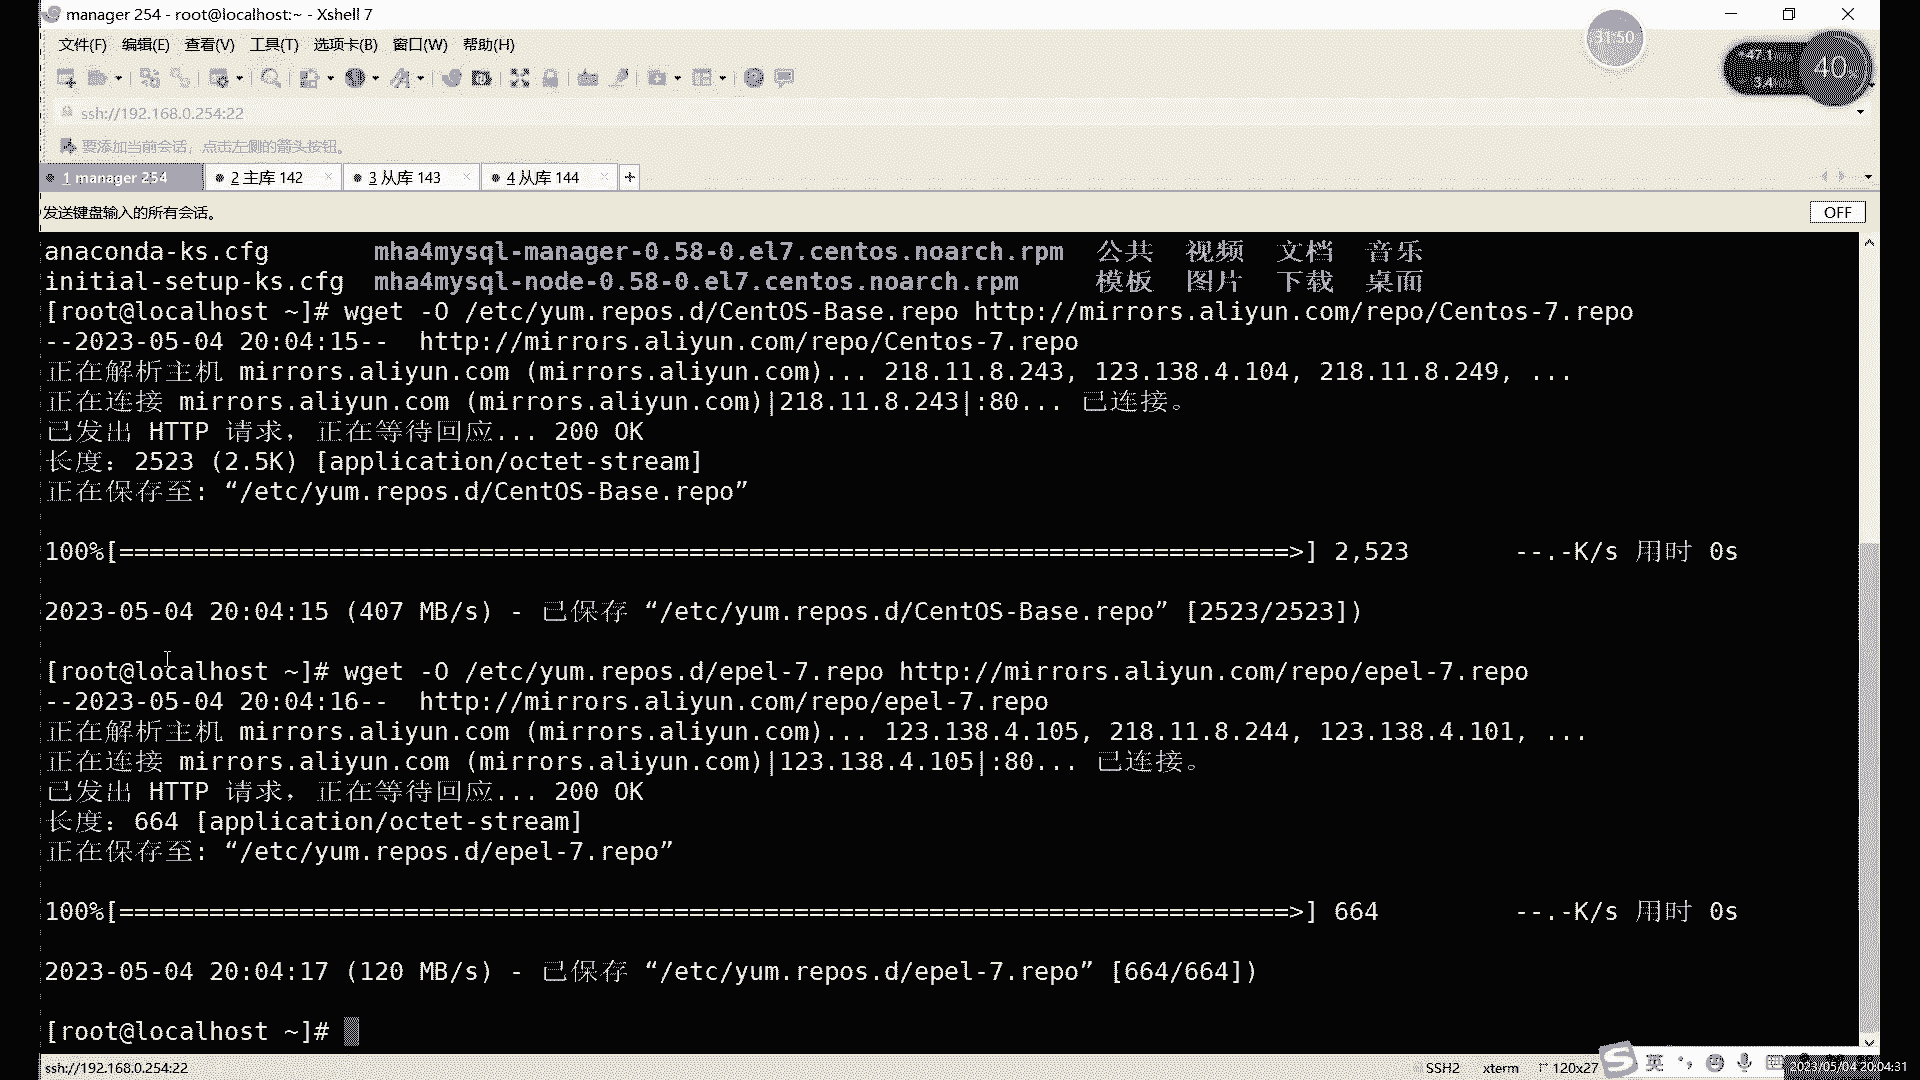 manager 254 - root@localhost:~ - Xshell 7
文件(F) 编辑(E) 查看(V) 工具(T) 选项卡(B) 窗口(W) 帮助(H)
31:50
40
3.4
ssh://192.168.0.254:22
要添加当前会话，点击左侧的箭头按钮。
1 manager 254
2 主库 142
3 从库 143
4 从库 144
发送键盘输入的所有会话。
OFF
anaconda-ks.cfg mha4mysql-manager-0.58-0.el7.centos.noarch.rpm 公共 视频 文档 音乐
initial-setup-ks.cfg mha4mysql-node-0.58-0.el7.centos.noarch.rpm 模板 图片 下载 桌面
[root@localhost ~]# wget -O /etc/yum.repos.d/CentOS-Base.repo http://mirrors.aliyun.com/repo/Centos-7.repo
--2023-05-04 20:04:15-- http://mirrors.aliyun.com/repo/Centos-7.repo
正在解析主机 mirrors.aliyun.com (mirrors.aliyun.com)... 218.11.8.243, 123.138.4.104, 218.11.8.249, ...
正在连接 mirrors.aliyun.com (mirrors.aliyun.com)|218.11.8.243|:80... 已连接。
已发出 HTTP 请求，正在等待回应... 200 OK
长度：2523 (2.5K) [application/octet-stream]
正在保存至: “/etc/yum.repos.d/CentOS-Base.repo”
100%[==============================================================================>] 2,523 --.-K/s 用时 0s
2023-05-04 20:04:15 (407 MB/s) - 已保存 “/etc/yum.repos.d/CentOS-Base.repo” [2523/2523])
[root@localhost ~]# wget -O /etc/yum.repos.d/epel-7.repo http://mirrors.aliyun.com/repo/epel-7.repo
--2023-05-04 20:04:16-- http://mirrors.aliyun.com/repo/epel-7.repo
正在解析主机 mirrors.aliyun.com (mirrors.aliyun.com)... 123.138.4.105, 218.11.8.244, 123.138.4.101, ...
正在连接 mirrors.aliyun.com (mirrors.aliyun.com)|123.138.4.105|:80... 已连接。
已发出 HTTP 请求，正在等待回应... 200 OK
长度：664 [application/octet-stream]
正在保存至: “/etc/yum.repos.d/epel-7.repo”
100%[==============================================================================>] 664 --.-K/s 用时 0s
2023-05-04 20:04:17 (120 MB/s) - 已保存 “/etc/yum.repos.d/epel-7.repo” [664/664])
[root@localhost ~]#
ssh://192.168.0.254:22 SSH2 xterm 120x27 英 2023/05/04 20:04:31